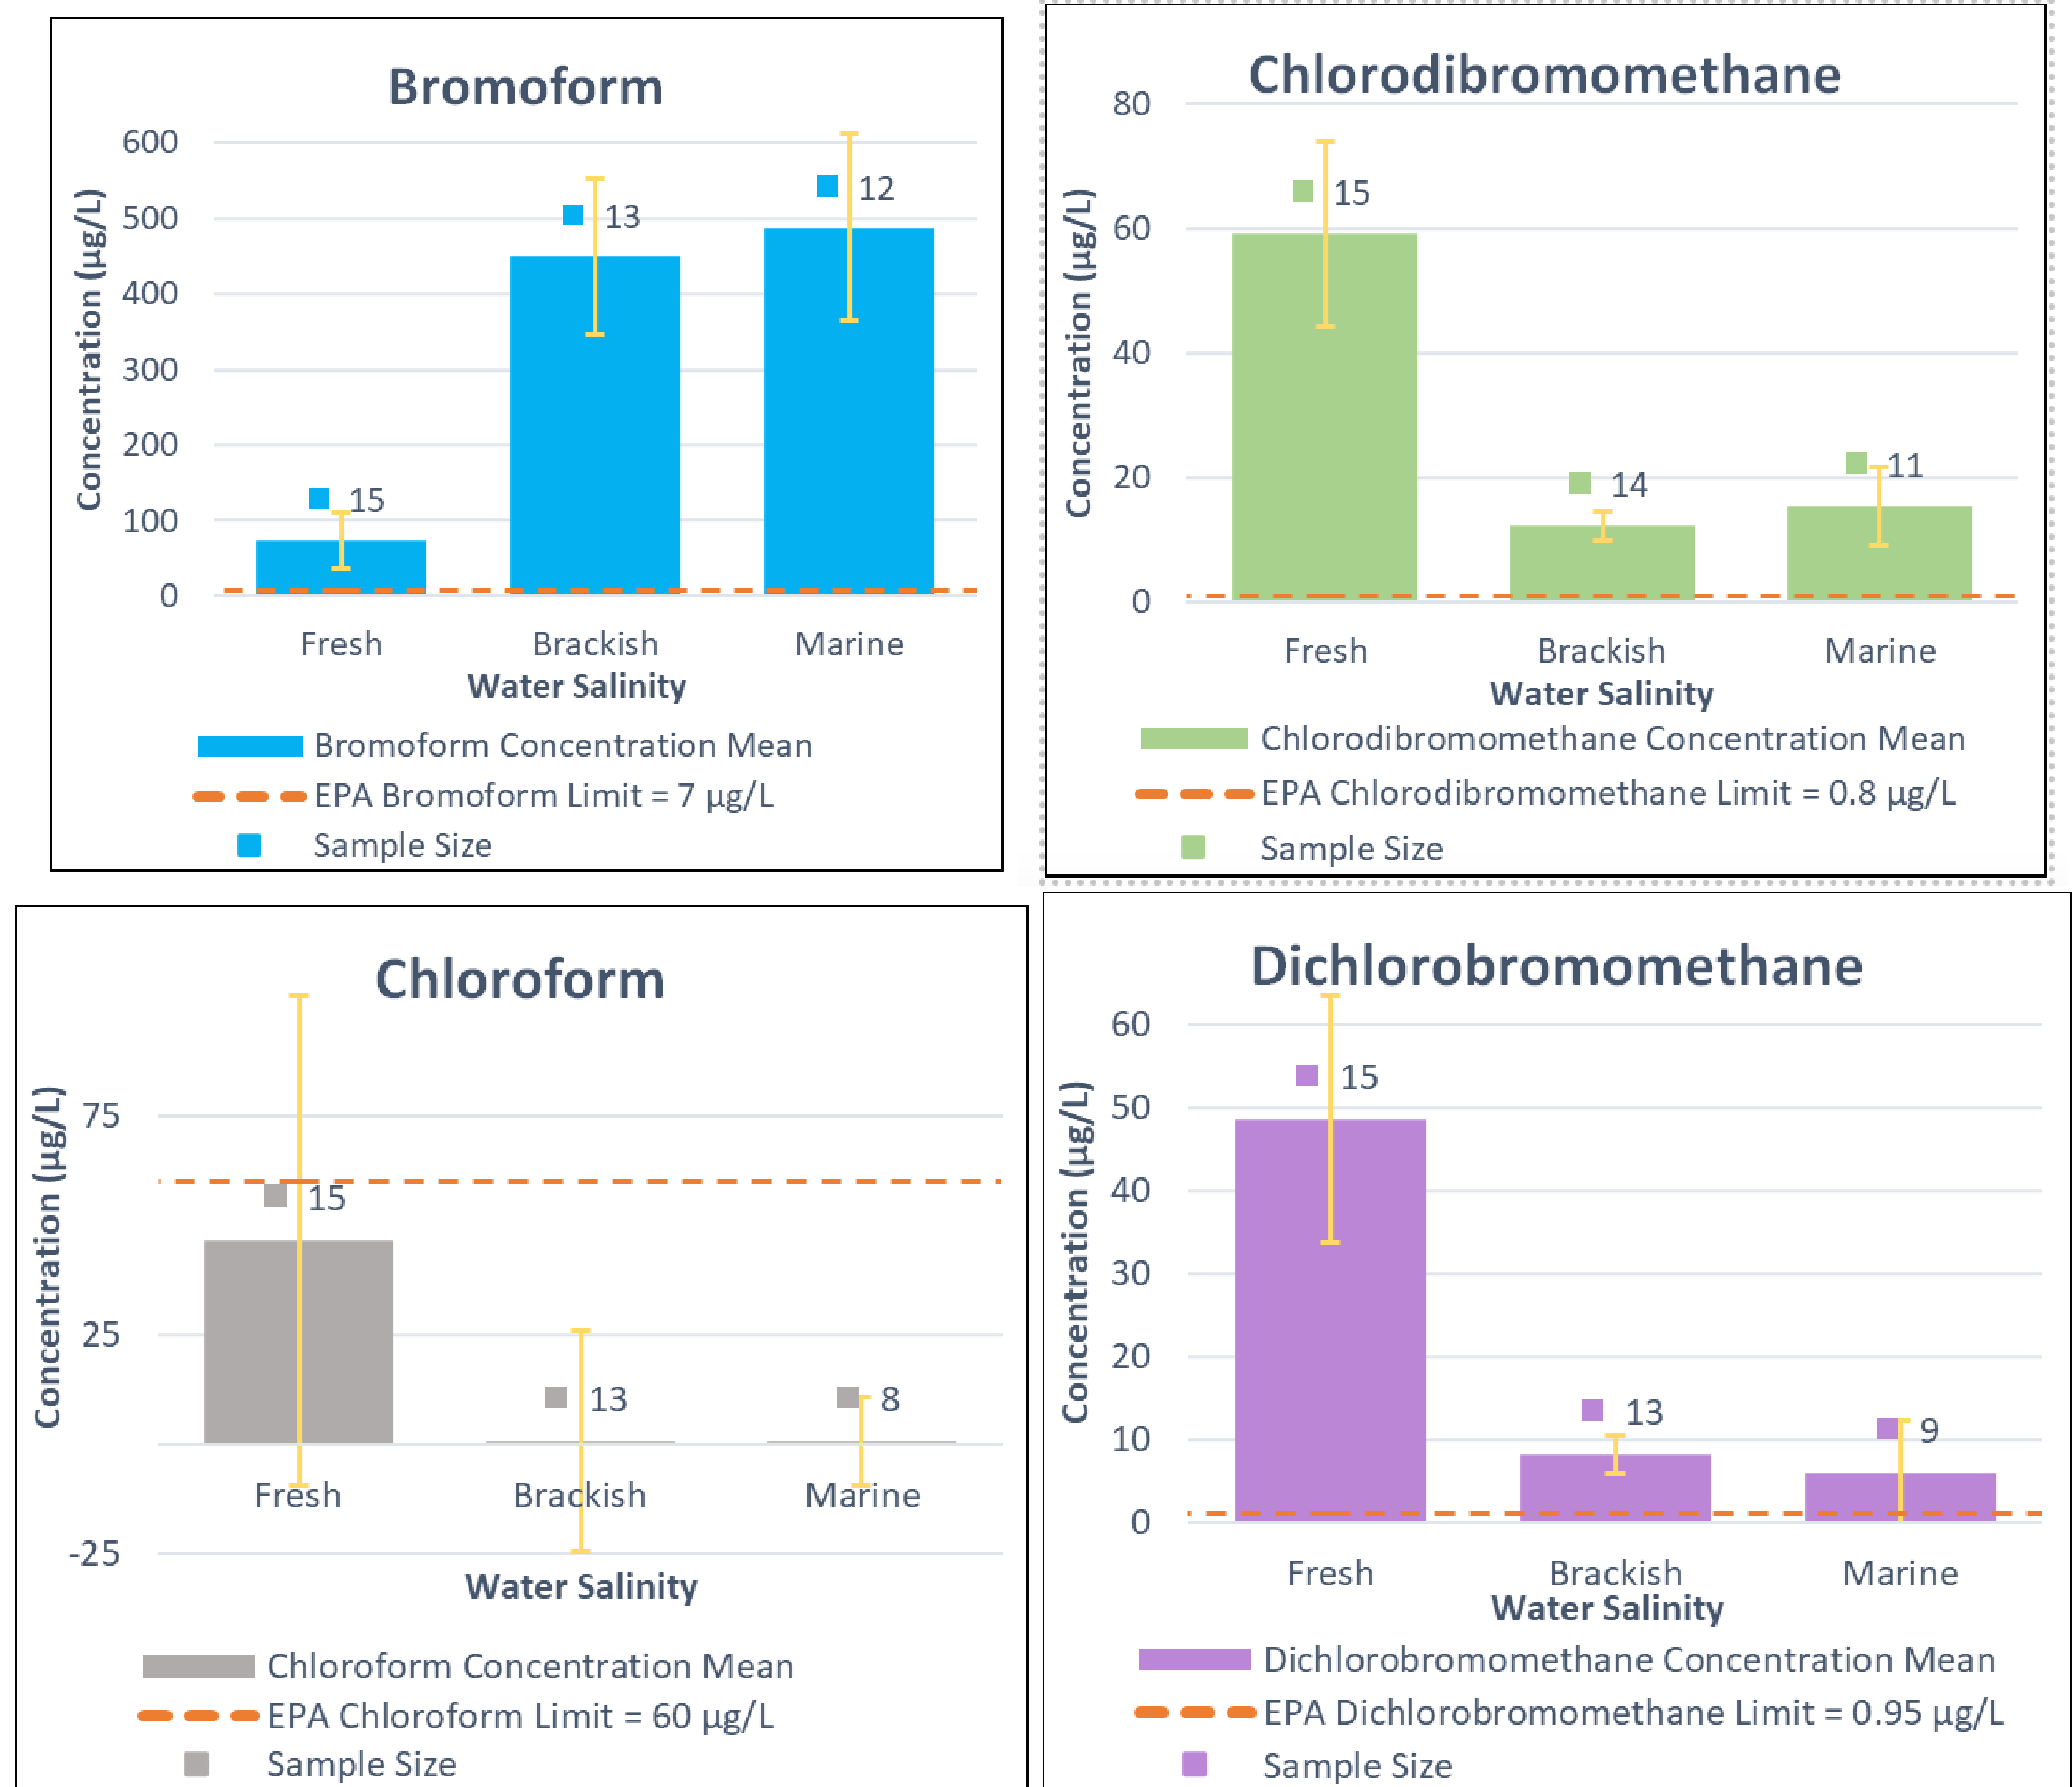 Bromoform
Concentration (µg/L)
600
500
400
300
200
100
0
15
13
12
Fresh Brackish Marine
Water Salinity
Bromoform Concentration Mean
EPA Bromoform Limit = 7 µg/L
Sample Size
Chlorodibromomethane
Concentration (µg/L)
80
60
40
20
0
15
14
11
Fresh Brackish Marine
Water Salinity
Chlorodibromomethane Concentration Mean
EPA Chlorodibromomethane Limit = 0.8 µg/L
Sample Size
Chloroform
Concentration (µg/L)
75
25
-25
15
13
8
Fresh Brackish Marine
Water Salinity
Chloroform Concentration Mean
EPA Chloroform Limit = 60 µg/L
Sample Size
Dichlorobromomethane
Concentration (µg/L)
60
50
40
30
20
10
0
15
13
9
Fresh Brackish Marine
Water Salinity
Dichlorobromomethane Concentration Mean
EPA Dichlorobromomethane Limit = 0.95 µg/L
Sample Size